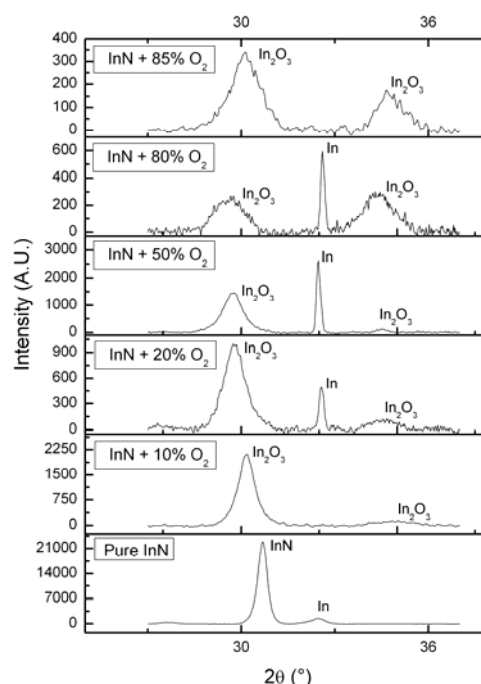 30 36
400
300
200
100
0
InN + 85% O2
In2O3
In2O3
600
400
200
0
InN + 80% O2
In2O3
In
In2O3
3000
2000
1000
0
InN + 50% O2
In2O3
In
In2O3
900
600
300
0
InN + 20% O2
In2O3
In
In2O3
2250
1500
750
0
InN + 10% O2
In2O3
In2O3
21000
14000
7000
0
Pure InN
InN
In
30 36
2θ (°)
Intensity (A.U.)